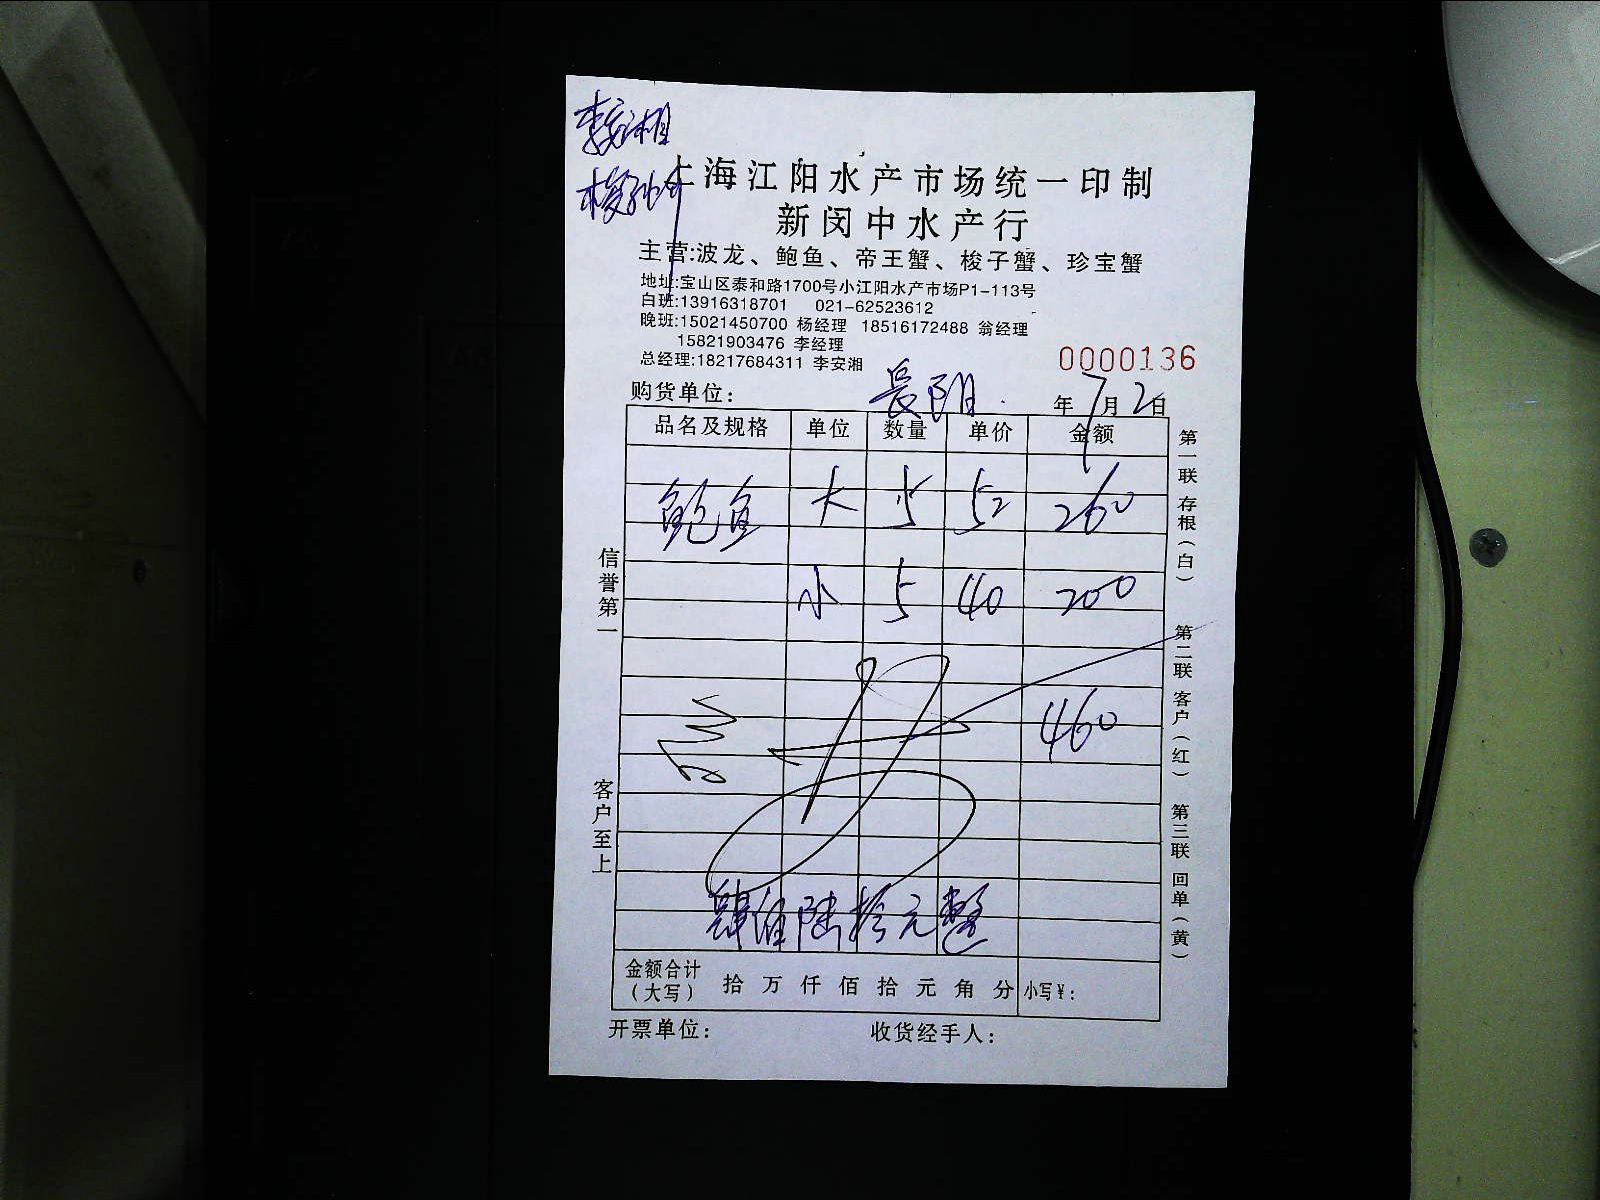 李安湘
上海江阳水产市场统一印制
新闵中水产行
主营:波龙、鲍鱼、帝王蟹、梭子蟹、珍宝蟹
地址:宝山区泰和路1700号小江阳水产市场P1-113号
白班:13916318701 021-62523612
晚班:15021450700 杨经理 18516172488 翁经理
15821903476 李经理
总经理:18217684311 李安湘
0000136
购货单位: 長阴 年7月2日
品名及规格 单位 数量 单价 金额
鲍鱼 大 5 52 260
小 5 40 200
460
肆佰陆拾元整
金额合计(大写) 拾 万 仟 佰 拾 元 角 分 小写¥:
开票单位: 收货经手人:
信誉第一
客户至上
第一联 存根(白)
第二联 客户(红)
第三联 回单(黄)